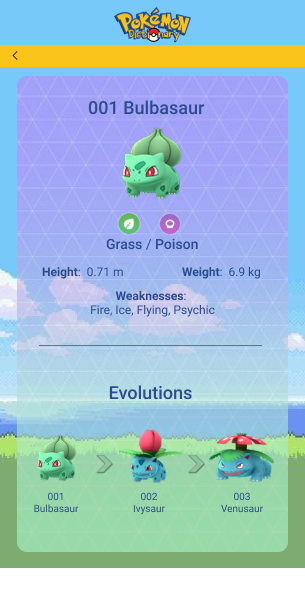 POKéMON
Dictionary
001 Bulbasaur
Grass / Poison
Height: 0.71 m Weight: 6.9 kg
Weaknesses:
Fire, Ice, Flying, Psychic
Evolutions
001 002 003
Bulbasaur Ivysaur Venusaur